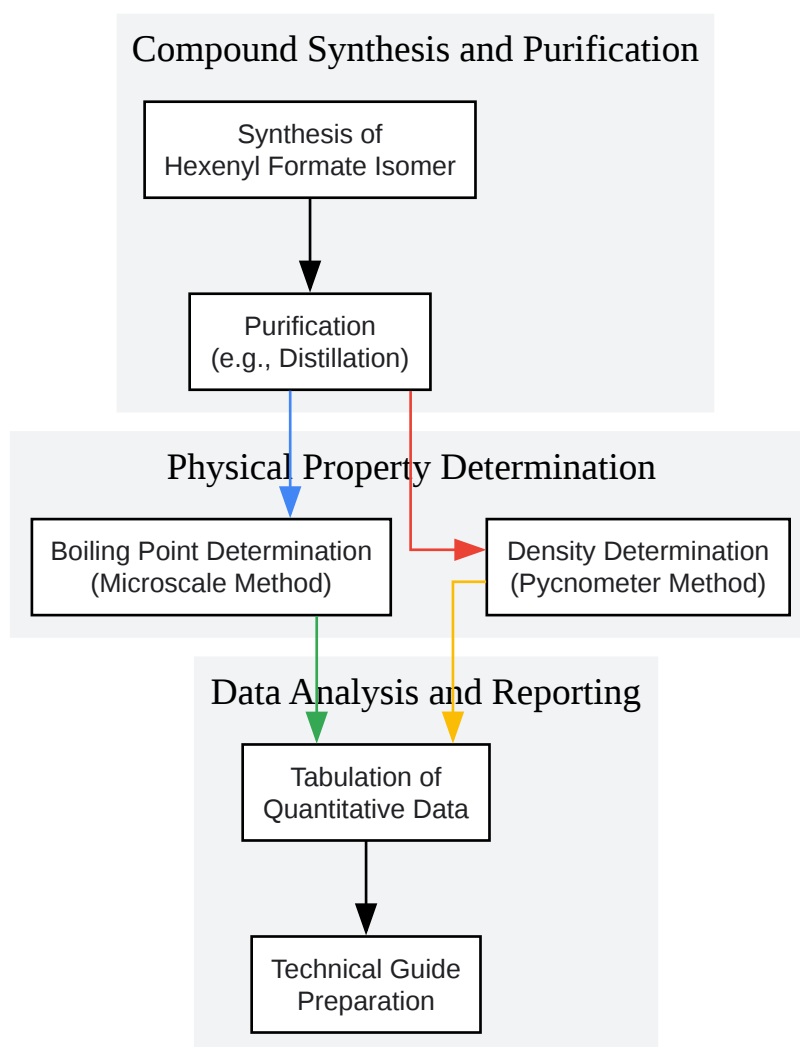 Compound Synthesis and Purification
Synthesis of
Hexenyl Formate Isomer
Purification
(e.g., Distillation)
Physical Property Determination
Boiling Point Determination
(Microscale Method)
Density Determination
(Pycnometer Method)
Data Analysis and Reporting
Tabulation of
Quantitative Data
Technical Guide
Preparation